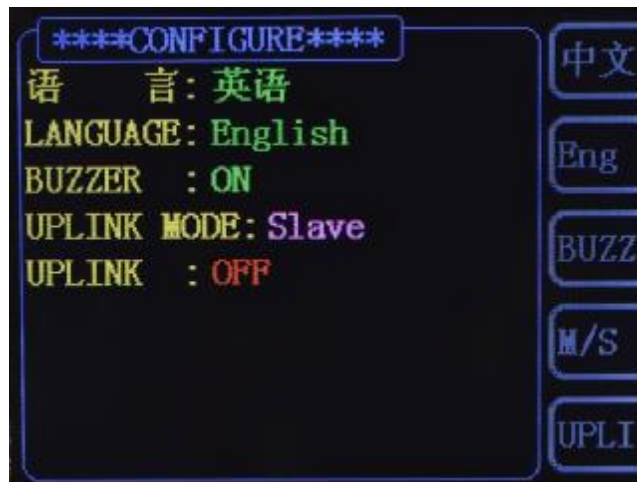 ****CONFIGURE****
语 言: 英语
LANGUAGE: English
BUZZER : ON
UPLINK MODE: Slave
UPLINK : OFF
中文
Eng
BUZZ
M/S
UPLI